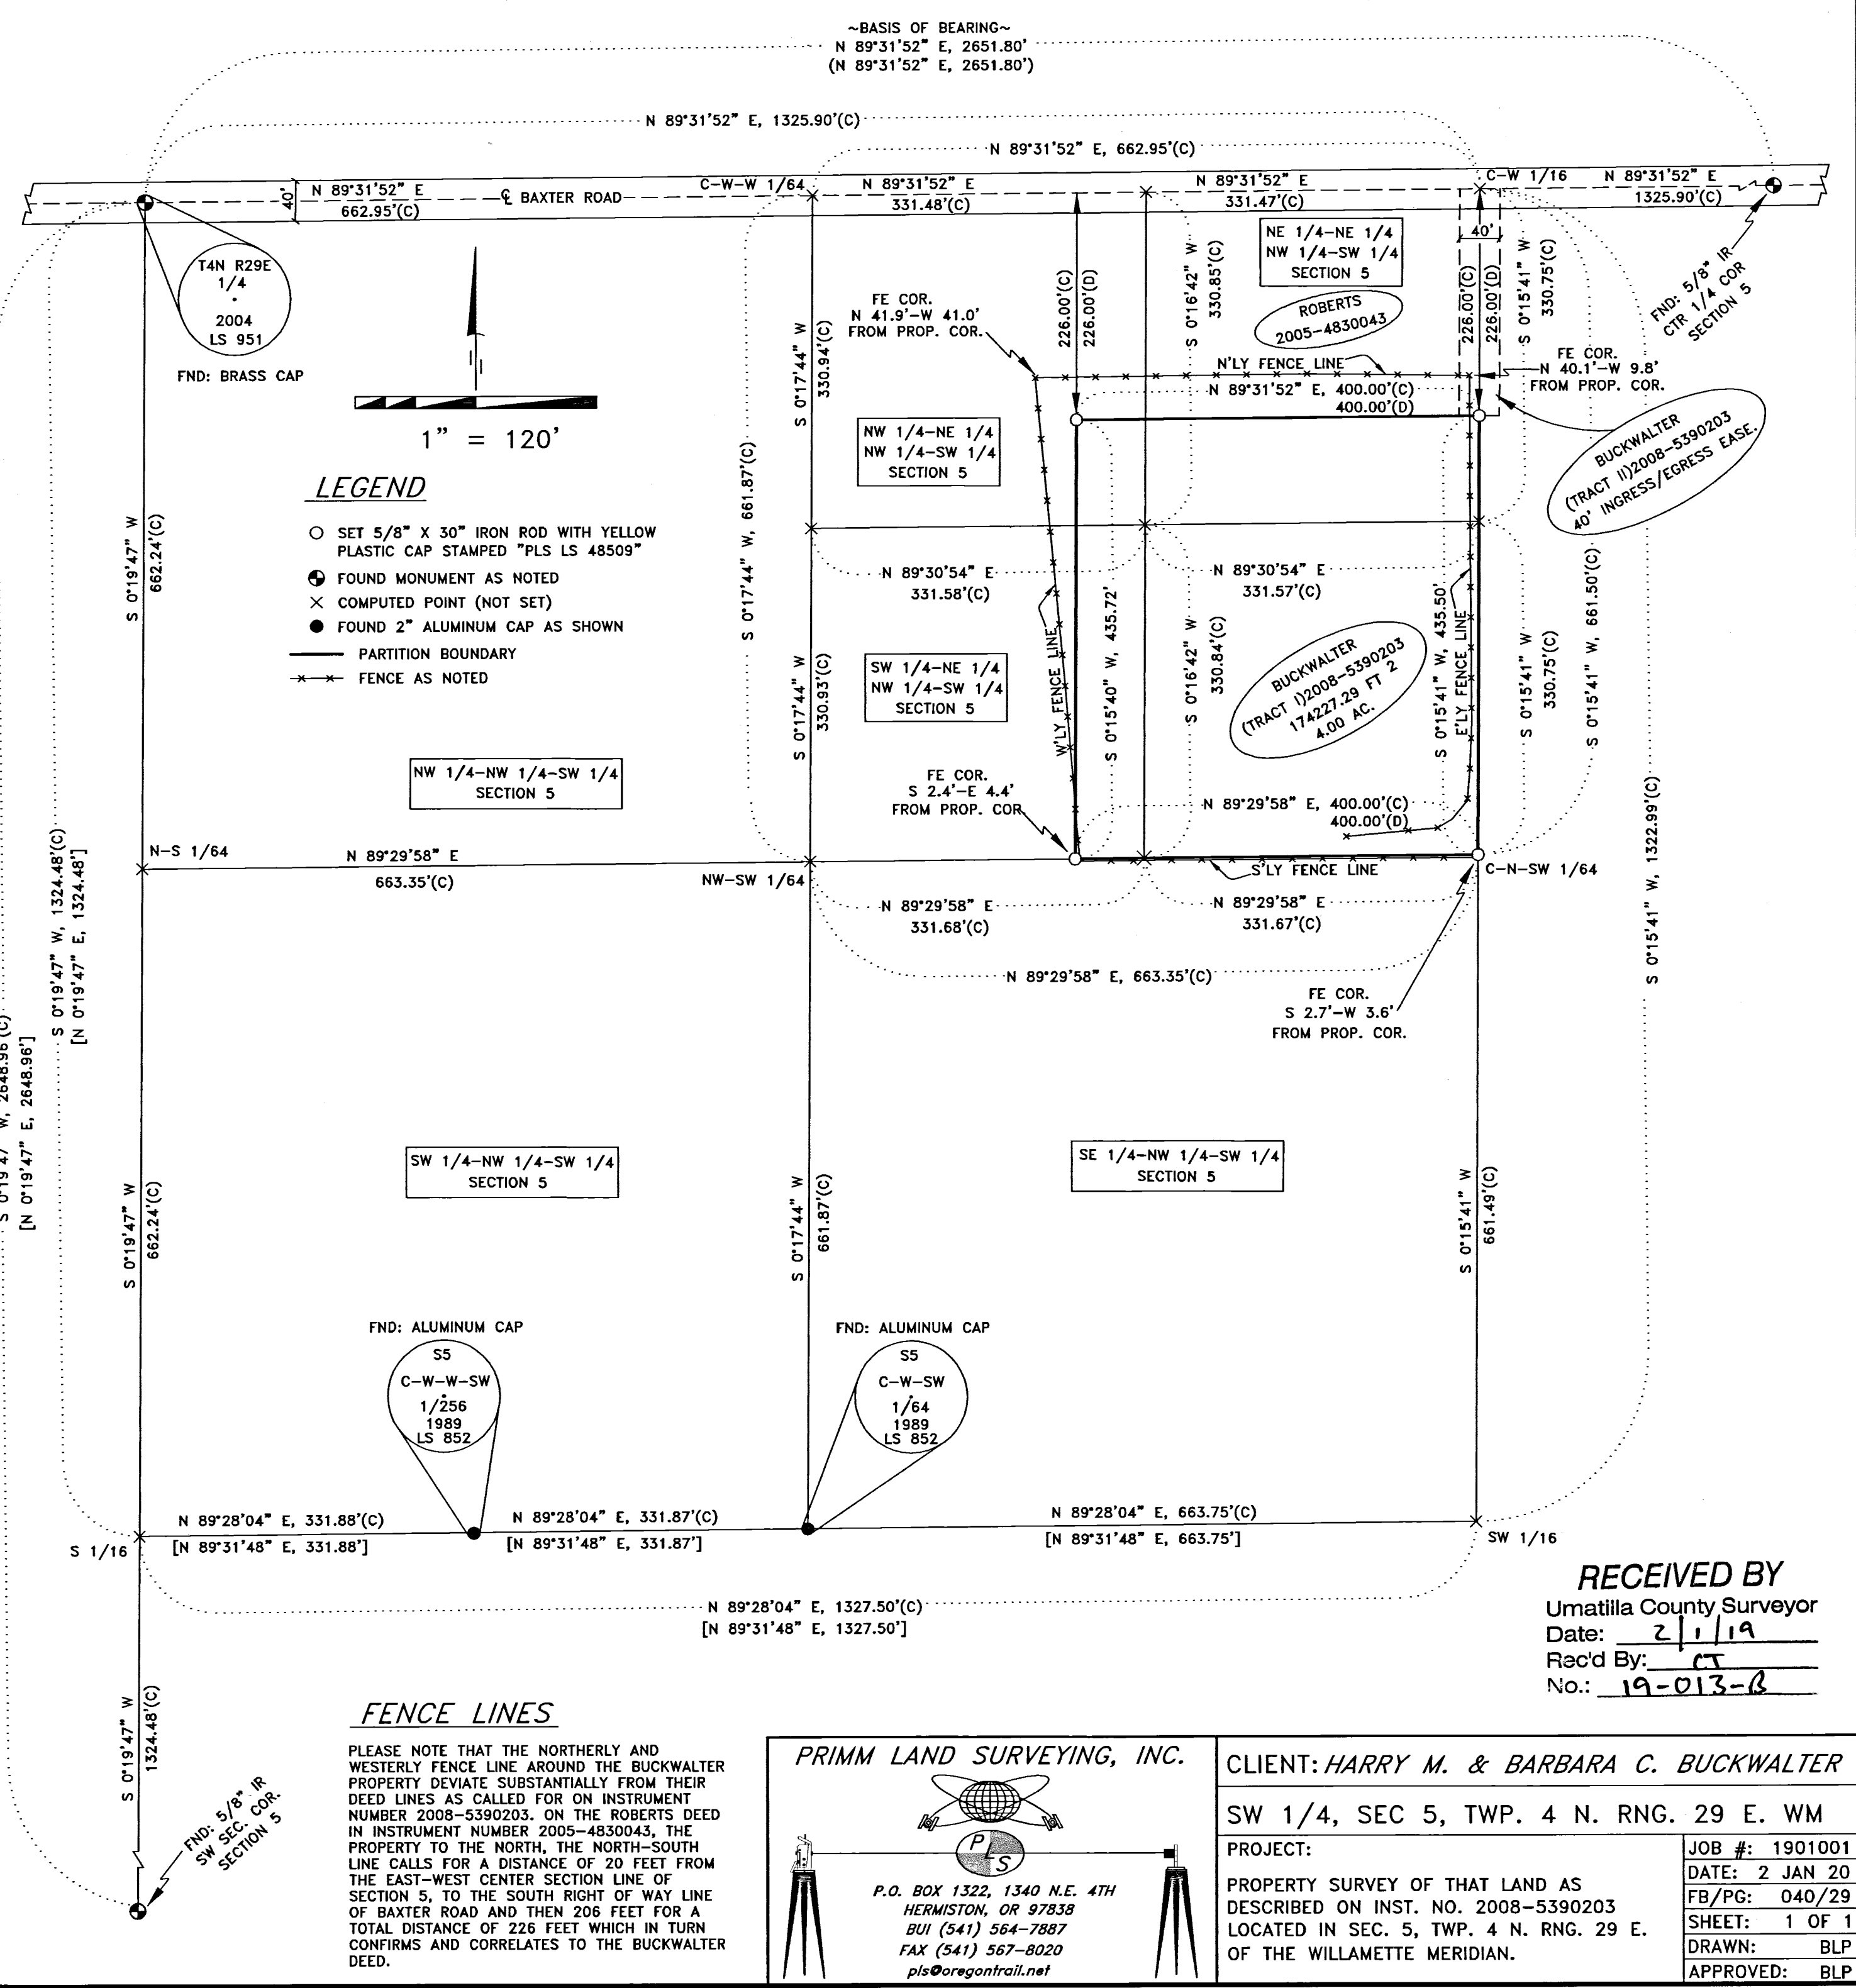 ~BASIS OF BEARING~
N 89°31'52" E, 2651.80'
(N 89°31'52" E, 2651.80')
N 89°31'52" E, 1325.90'(C)
N 89°31'52" E, 662.95'(C)
N 89°31'52" E
662.95'(C)
40'
℄ BAXTER ROAD
C-W-W 1/64
N 89°31'52" E
331.48'(C)
N 89°31'52" E
331.47'(C)
C-W 1/16
N 89°31'52" E
1325.90'(C)
T4N R29E
1/4
2004
LS 951
FND: BRASS CAP
1" = 120'
FND: 5/8" IR
CTR 1/4 COR
SECTION 5
NE 1/4-NE 1/4
NW 1/4-SW 1/4
SECTION 5
ROBERTS
2005-4830043
40'
226.00'(C)
226.00'(D)
226.00'(C)
226.00'(D)
S 0°16'42" W
330.85'(C)
S 0°15'41" W
330.75'(C)
S 0°17'44" W
330.94'(C)
FE COR.
N 41.9'-W 41.0'
FROM PROP. COR.
FE COR.
N 40.1'-W 9.8'
FROM PROP. COR.
N'LY FENCE LINE
N 89°31'52" E, 400.00'(C)
400.00'(D)
BUCKWALTER
(TRACT II)2008-5390203
40' INGRESS/EGRESS EASE.
NW 1/4-NE 1/4
NW 1/4-SW 1/4
SECTION 5
LEGEND
SET 5/8" X 30" IRON ROD WITH YELLOW
PLASTIC CAP STAMPED "PLS LS 48509"
FOUND MONUMENT AS NOTED
COMPUTED POINT (NOT SET)
FOUND 2" ALUMINUM CAP AS SHOWN
PARTITION BOUNDARY
FENCE AS NOTED
S 0°19'47" W
662.24'(C)
S 0°17'44" W, 661.87'(C)
N 89°30'54" E
331.58'(C)
N 89°30'54" E
331.57'(C)
S 0°15'41" W, 661.50'(C)
W'LY FENCE LINE
S 0°15'40" W, 435.72'
S 0°16'42" W
330.84'(C)
S 0°15'41" W, 435.50'
E'LY FENCE LINE
S 0°15'41" W
330.75'(C)
SW 1/4-NE 1/4
NW 1/4-SW 1/4
SECTION 5
S 0°17'44" W
330.93'(C)
BUCKWALTER
(TRACT I)2008-5390203
174227.29 FT 2
4.00 AC.
NW 1/4-NW 1/4-SW 1/4
SECTION 5
FE COR.
S 2.4'-E 4.4'
FROM PROP. COR.
N 89°29'58" E, 400.00'(C)
400.00'(D)
S 0°15'41" W, 1322.99'(C)
N-S 1/64
N 89°29'58" E
663.35'(C)
NW-SW 1/64
S'LY FENCE LINE
C-N-SW 1/64
N 89°29'58" E
331.68'(C)
N 89°29'58" E
331.67'(C)
N 89°29'58" E, 663.35'(C)
FE COR.
S 2.7'-W 3.6'
FROM PROP. COR.
S 0°19'47" W, 1324.48'(C)
[N 0°19'47" E, 1324.48']
S 0°19'47" W, 2648.96'(C)
[N 0°19'47" E, 2648.96']
SW 1/4-NW 1/4-SW 1/4
SECTION 5
SE 1/4-NW 1/4-SW 1/4
SECTION 5
S 0°19'47" W
662.24'(C)
S 0°17'44" W
661.87'(C)
S 0°15'41" W
661.49'(C)
FND: ALUMINUM CAP
S5
C-W-W-SW
1/256
1989
LS 852
FND: ALUMINUM CAP
S5
C-W-SW
1/64
1989
LS 852
N 89°28'04" E, 331.88'(C)
[N 89°31'48" E, 331.88']
N 89°28'04" E, 331.87'(C)
[N 89°31'48" E, 331.87']
N 89°28'04" E, 663.75'(C)
[N 89°31'48" E, 663.75']
S 1/16
SW 1/16
N 89°28'04" E, 1327.50'(C)
[N 89°31'48" E, 1327.50']
RECEIVED BY
Umatilla County Surveyor
Date: 2/1/19
Rec'd By: CT
No.: 19-013-B
S 0°19'47" W
1324.48'(C)
FND: 5/8" IR
SW SEC. COR.
SECTION 5
FENCE LINES
PLEASE NOTE THAT THE NORTHERLY AND
WESTERLY FENCE LINE AROUND THE BUCKWALTER
PROPERTY DEVIATE SUBSTANTIALLY FROM THEIR
DEED LINES AS CALLED FOR ON INSTRUMENT
NUMBER 2008-5390203. ON THE ROBERTS DEED
IN INSTRUMENT NUMBER 2005-4830043, THE
PROPERTY TO THE NORTH, THE NORTH-SOUTH
LINE CALLS FOR A DISTANCE OF 20 FEET FROM
THE EAST-WEST CENTER SECTION LINE OF
SECTION 5, TO THE SOUTH RIGHT OF WAY LINE
OF BAXTER ROAD AND THEN 206 FEET FOR A
TOTAL DISTANCE OF 226 FEET WHICH IN TURN
CONFIRMS AND CORRELATES TO THE BUCKWALTER
DEED.
PRIMM LAND SURVEYING, INC.
PLS
P.O. BOX 1322, 1340 N.E. 4TH
HERMISTON, OR 97838
BUI (541) 564-7887
FAX (541) 567-8020
pls@oregontrail.net
CLIENT: HARRY M. & BARBARA C. BUCKWALTER
SW 1/4, SEC 5, TWP. 4 N. RNG. 29 E. WM
PROJECT:
PROPERTY SURVEY OF THAT LAND AS
DESCRIBED ON INST. NO. 2008-5390203
LOCATED IN SEC. 5, TWP. 4 N. RNG. 29 E.
OF THE WILLAMETTE MERIDIAN.
JOB #: 1901001
DATE: 2 JAN 20
FB/PG: 040/29
SHEET: 1 OF 1
DRAWN: BLP
APPROVED: BLP